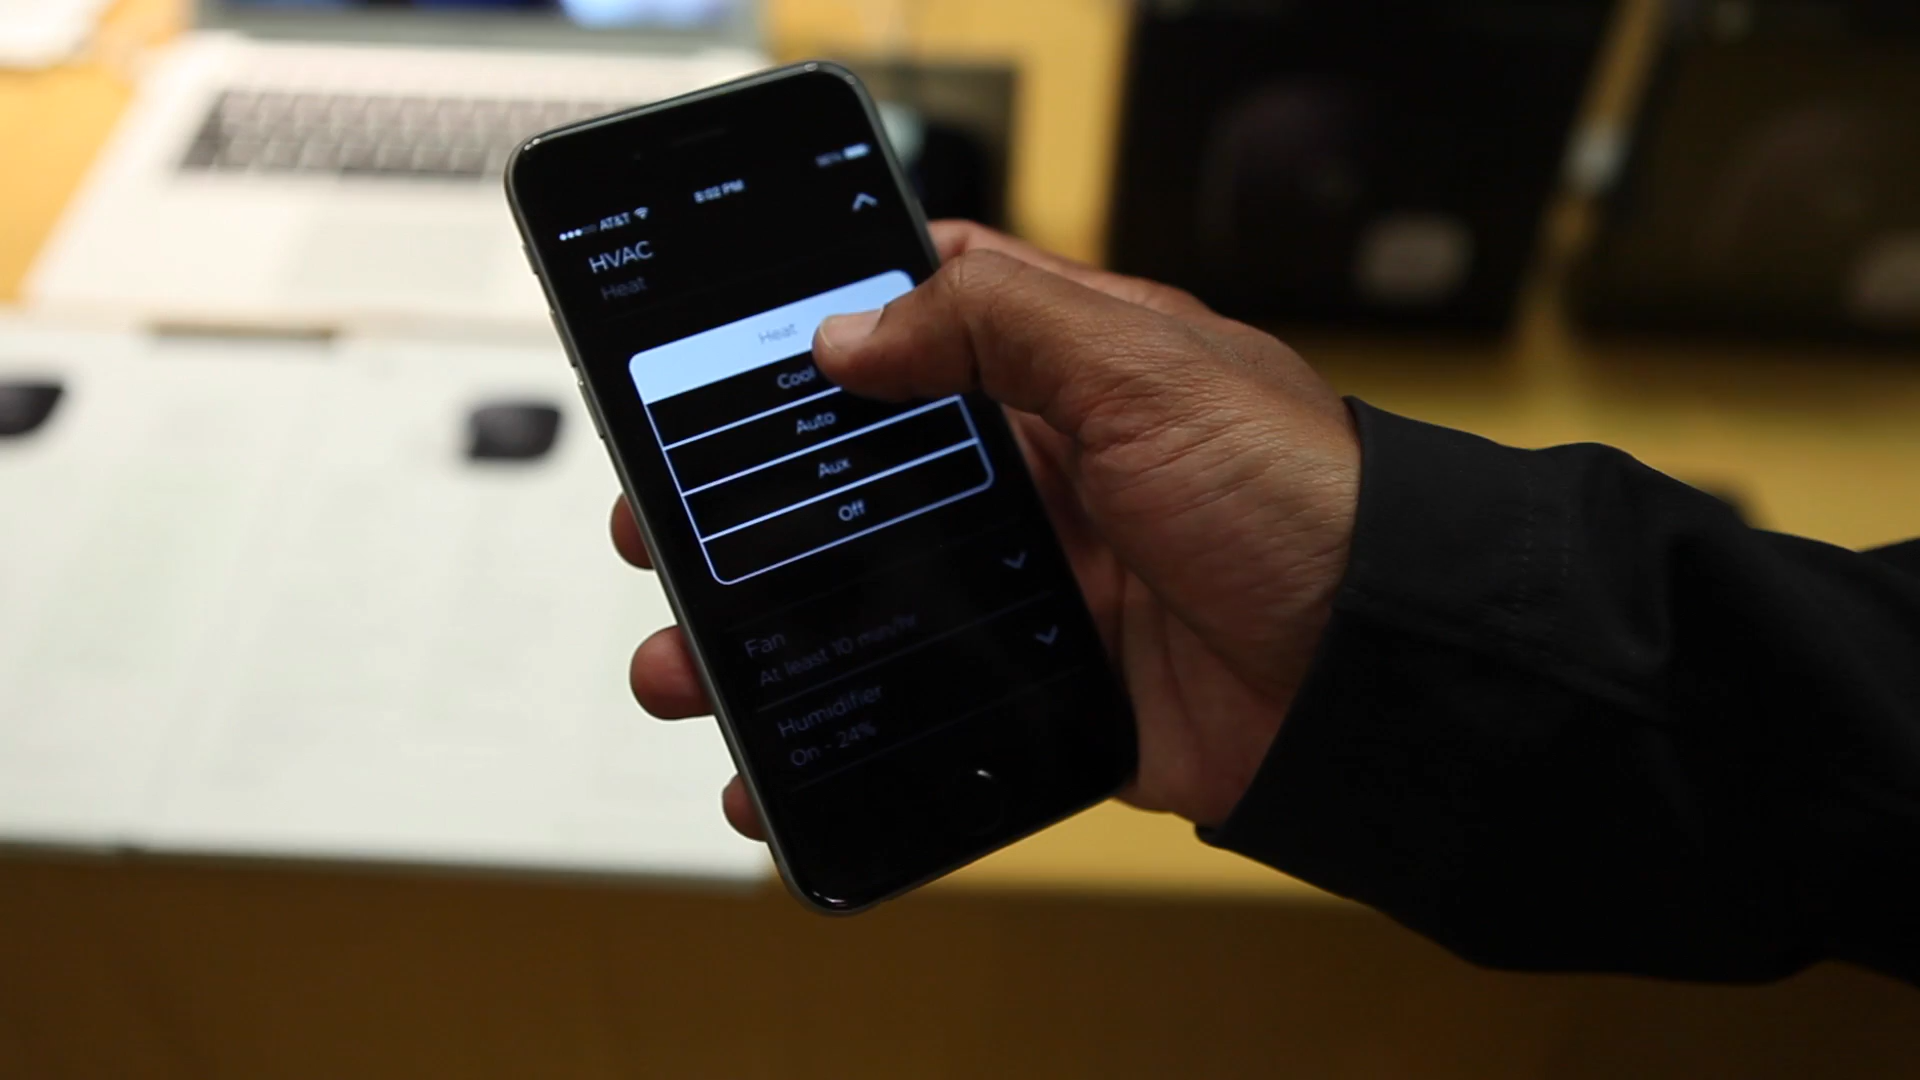 AT&T
HVAC
Heat
Heat
Cool
Auto
Aux
Off
Fan
At least 10 min/hr
Humidifier
On - 24%